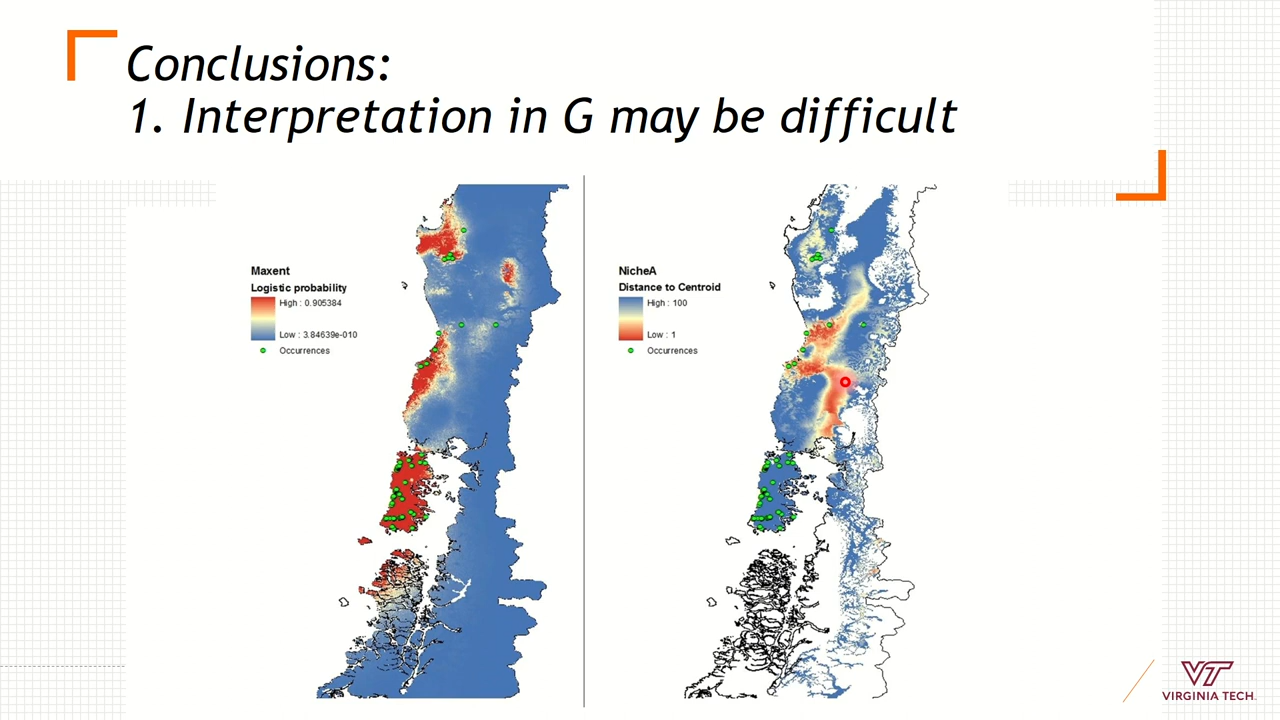 Conclusions:
1. Interpretation in G may be difficult
Maxent
Logistic probability
High : 0.905384
Low : 3.84639e-010
Occurrences
NicheA
Distance to Centroid
High : 100
Low : 1
Occurrences
VT
VIRGINIA TECH.